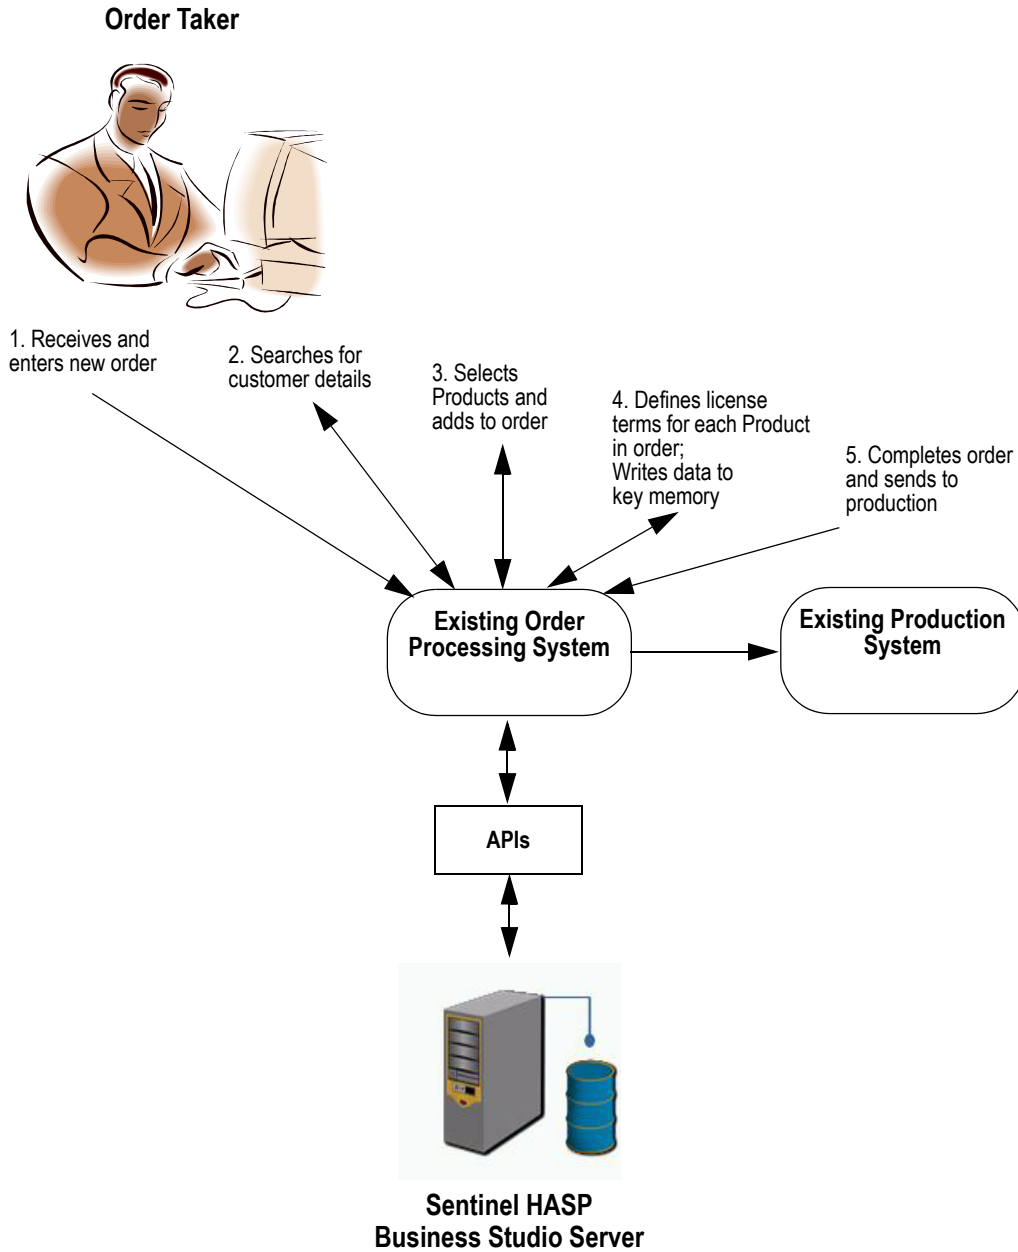 Order Taker
1. Receives and
enters new order
2. Searches for
customer details
3. Selects
Products and
adds to order
4. Defines license
terms for each Product
in order;
Writes data to
key memory
5. Completes order
and sends to
production
Existing Order
Processing System
Existing Production
System
APIs
Sentinel HASP
Business Studio Server